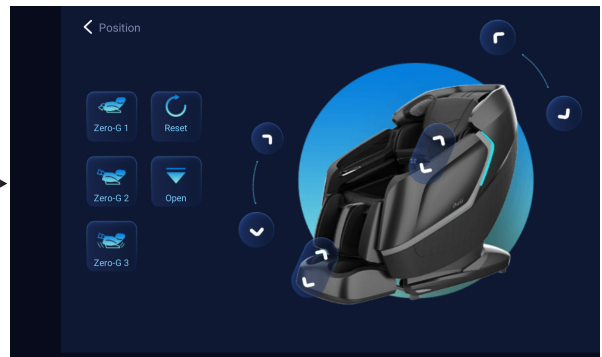 Position
Zero-G 1
Reset
Zero-G 2
Open
Zero-G 3